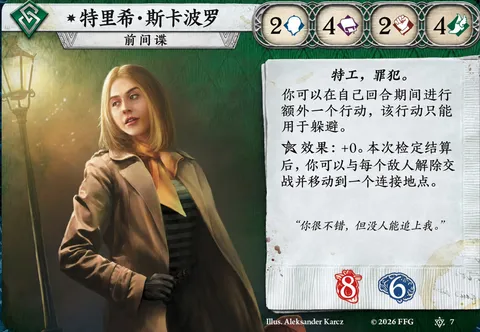 *特里希·斯卡波罗
前间谍
2 4 2 4
特工，罪犯。
你可以在自己回合期间进行
额外一个行动，该行动只能
用于躲避。
效果：+0。本次检定结算
后，你可以与每个敌人解除交
战并移动到一个连接地点。
“你很不错，但没人能追上我。”
8 6
Illus. Aleksander Karcz © 2026 FFG 7